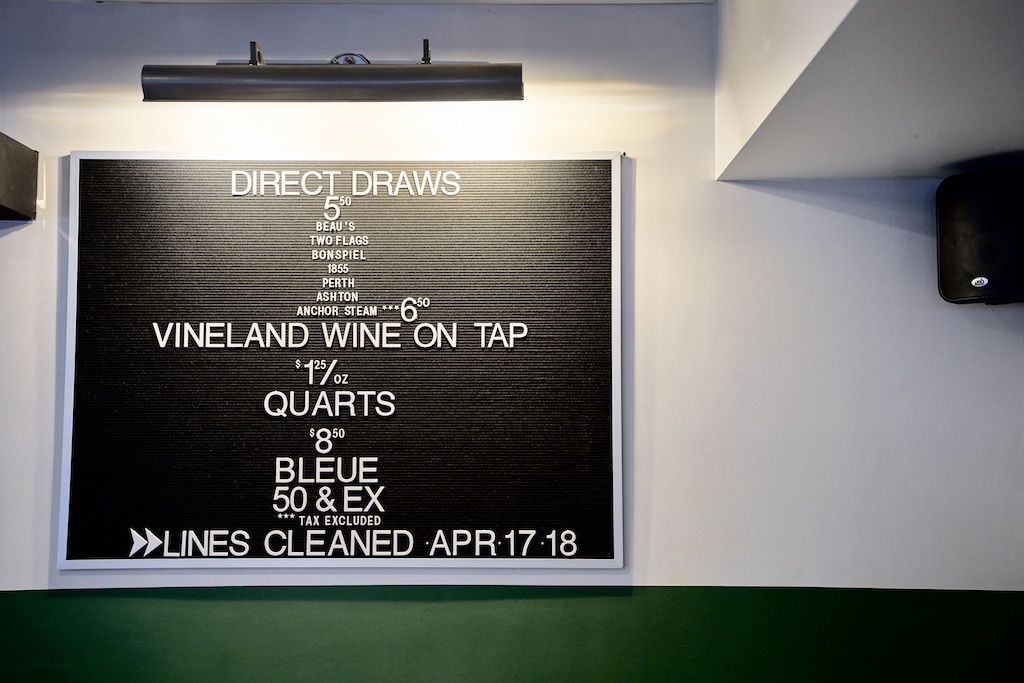 DIRECT DRAWS
5 50
BEAU'S
TWO FLAGS
BONSPIEL
1855
PERTH
ASHTON
ANCHOR STEAM *** 6 50
VINELAND WINE ON TAP
$1 25/OZ
QUARTS
$8 50
BLEUE
50 & EX
*** TAX EXCLUDED
LINES CLEANED ·APR·17·18